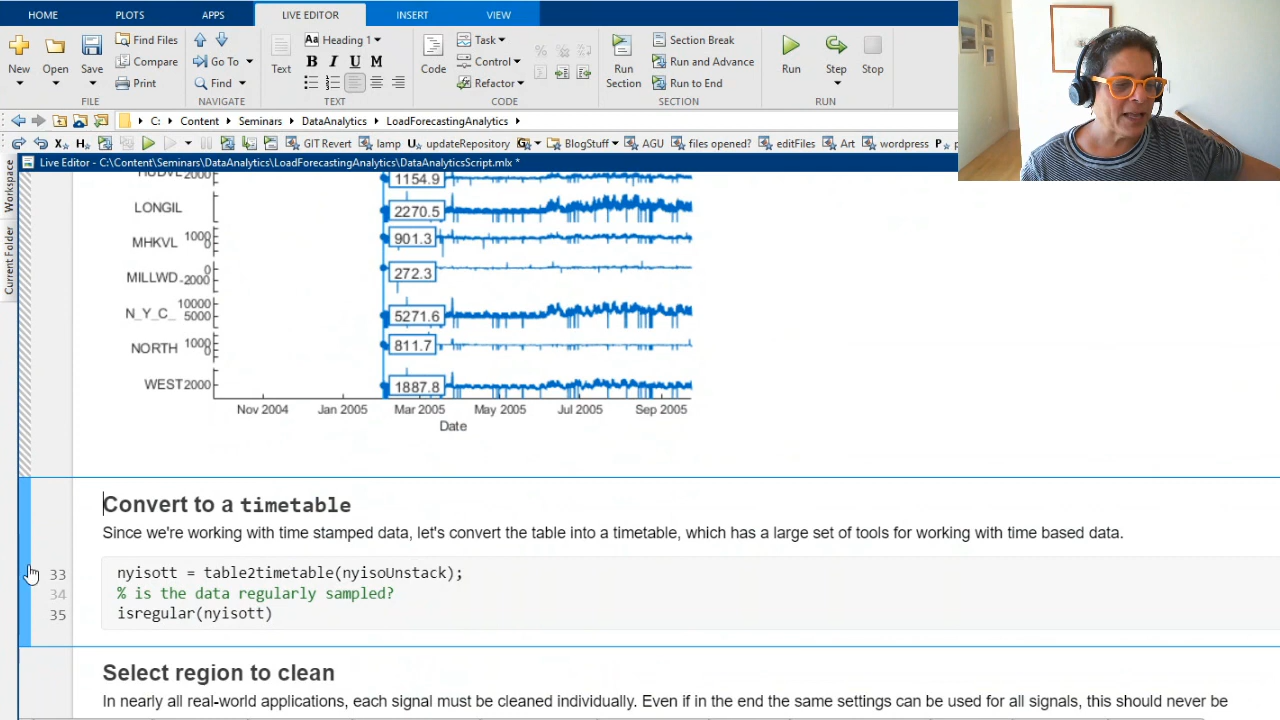 HOME PLOTS APPS LIVE EDITOR INSERT VIEW
New Open Save Find Files Compare Print
FILE
Go To Find
NAVIGATE
Text Aa Heading 1 B I U M
TEXT
Code Task Control Refactor
CODE
Run Section Section Break Run and Advance Run to End
SECTION
Run Step Stop
RUN
C: Content Seminars DataAnalytics LoadForecastingAnalytics
GIT Revert lamp updateRepository BlogStuff AGU files opened? editFiles Art wordpress
Live Editor - C:\Content\Seminars\DataAnalytics\LoadForecastingAnalytics\DataAnalyticsScript.mlx *
Workspace
Current Folder
2000 1154.9
LONGIL 2270.5
MHKVL 1000 0 901.3
MILLWD 0 -2000 272.3
N_Y_C_ 10000 5000 5271.6
NORTH 1000 0 811.7
WEST 2000 1887.8
Nov 2004 Jan 2005 Mar 2005 May 2005 Jul 2005 Sep 2005
Date
Convert to a timetable
Since we're working with time stamped data, let's convert the table into a timetable, which has a large set of tools for working with time based data.
33 nyisott = table2timetable(nyisoUnstack);
34 % is the data regularly sampled?
35 isregular(nyisott)
Select region to clean
In nearly all real-world applications, each signal must be cleaned individually. Even if in the end the same settings can be used for all signals, this should never be